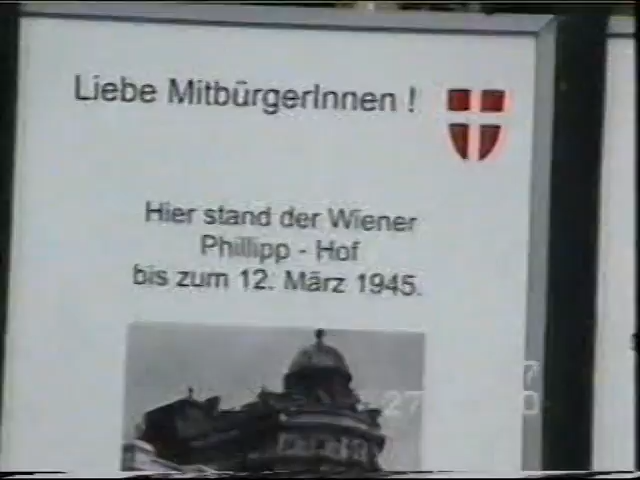 Liebe MitbürgerInnen !
Hier stand der Wiener
Phillipp - Hof
bis zum 12. März 1945.